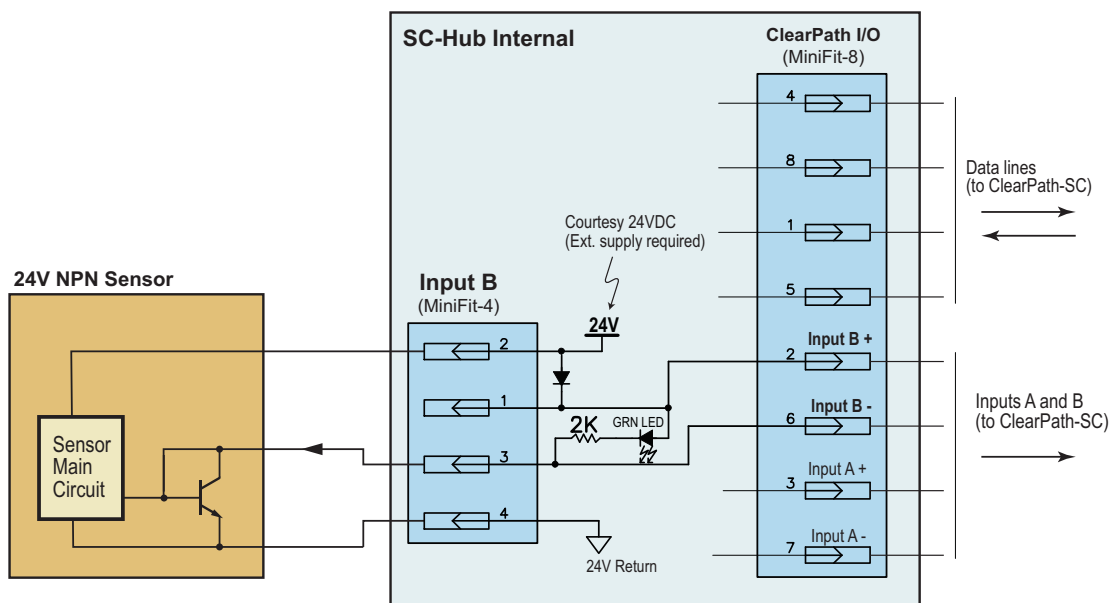 SC-Hub Internal
ClearPath I/O
(MiniFit-8)
4
8
1
5
Data lines
(to ClearPath-SC)
Courtesy 24VDC
(Ext. supply required)
24V NPN Sensor
Input B
(MiniFit-4)
24V
2
1
3
4
2K
GRN LED
Input B +
2
Input B -
6
Input A +
3
Input A -
7
Inputs A and B
(to ClearPath-SC)
Sensor
Main
Circuit
24V Return